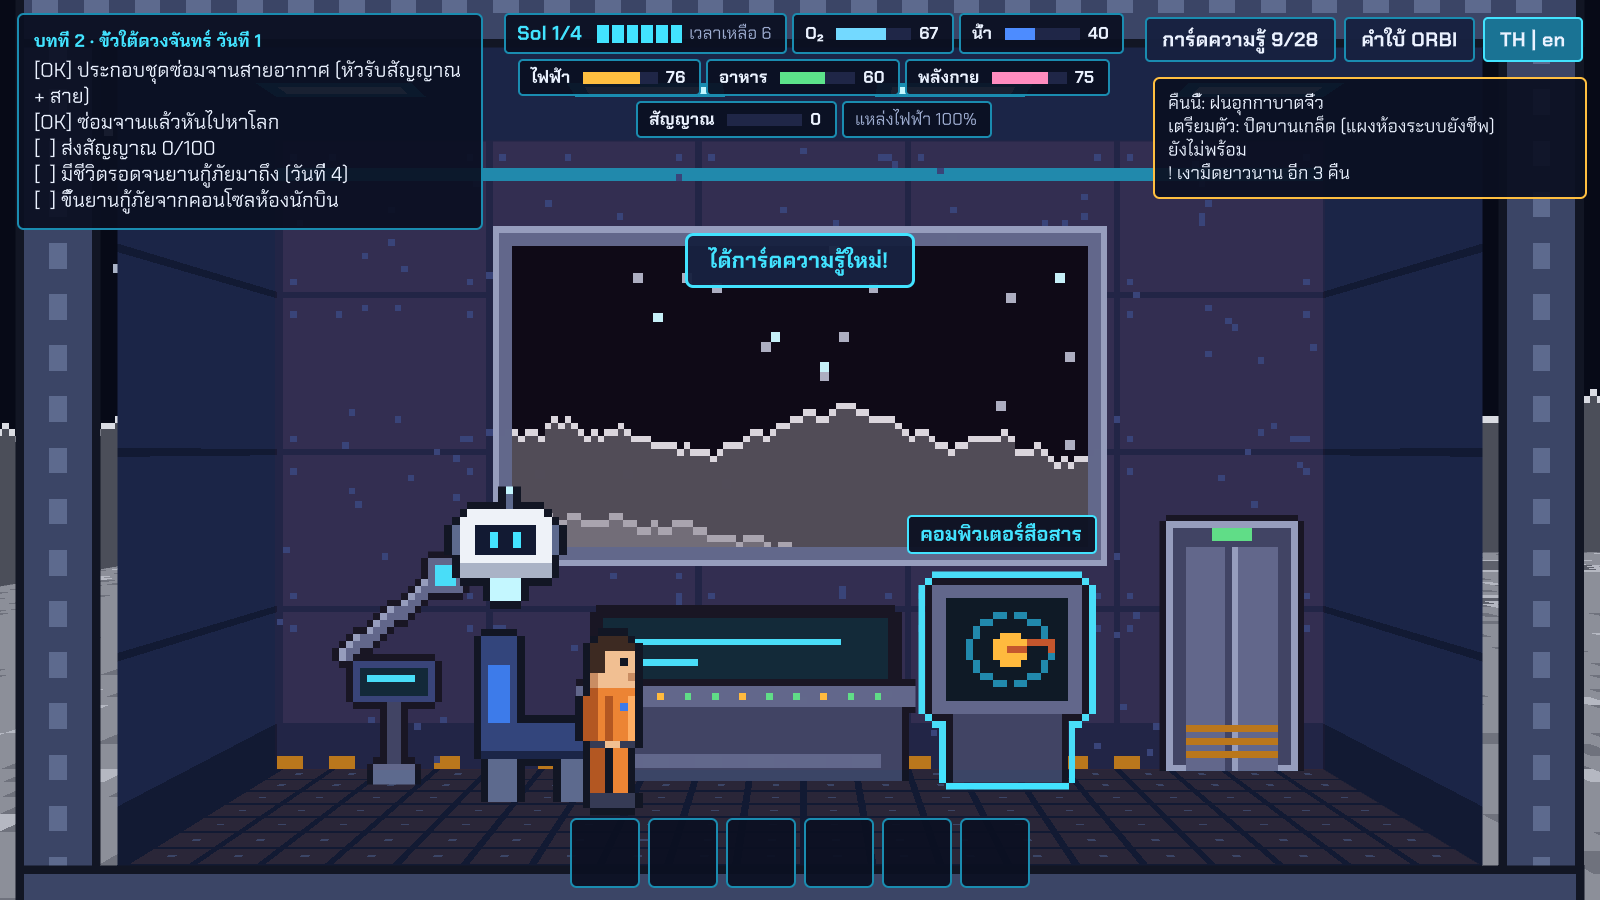 บทที่ 2 · ขั้วใต้ดวงจันทร์ วันที่ 1
[OK] ประกอบชุดซ่อมจานสายอากาศ (หัวรับสัญญาณ
+ สาย)
[OK] ซ่อมจานแล้วหันไปหาโลก
[ ] ส่งสัญญาณ 0/100
[ ] มีชีวิตรอดจนยานกู้ภัยมาถึง (วันที่ 4)
[ ] ขึ้นยานกู้ภัยจากคอนโซลห้องนักบิน
Sol 1/4 เวลาเหลือ 6
O₂ 67
น้ำ 40
ไฟฟ้า 76
อาหาร 60
พลังกาย 75
สัญญาณ 0
แหล่งไฟฟ้า 100%
การ์ดความรู้ 9/28
คำใบ้ ORBI
TH | en
คืนนี้: ฝนอุกกาบาตจิ๋ว
เตรียมตัว: ปิดบานเกล็ด (แผงห้องระบบยังชีพ)
ยังไม่พร้อม
! เงามืดยาวนาน อีก 3 คืน
ได้การ์ดความรู้ใหม่!
คอมพิวเตอร์สื่อสาร